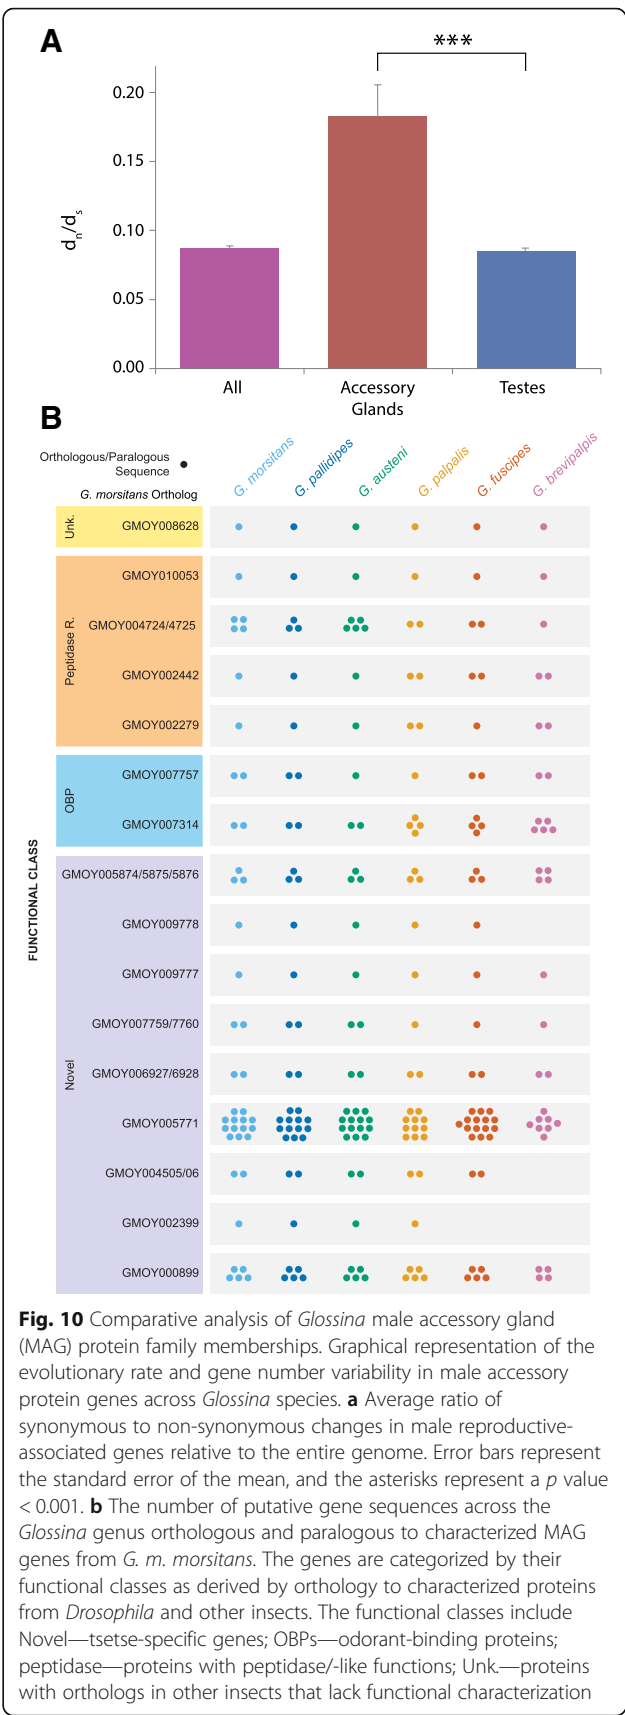 A
***
0.20
0.15
0.10
0.05
0.00
dn/ds
All
Accessory
Glands
Testes
B
Orthologous/Paralogous
Sequence
G. morsitans Ortholog
G. morsitans
G. pallidipes
G. austeni
G. palpalis
G. fuscipes
G. brevipalpis
FUNCTIONAL CLASS
Unk.
GMOY008628
Peptidase R.
GMOY010053
GMOY004724/4725
GMOY002442
GMOY002279
OBP
GMOY007757
GMOY007314
Novel
GMOY005874/5875/5876
GMOY009778
GMOY009777
GMOY007759/7760
GMOY006927/6928
GMOY005771
GMOY004505/06
GMOY002399
GMOY000899
Fig. 10 Comparative analysis of Glossina male accessory gland
(MAG) protein family memberships. Graphical representation of the
evolutionary rate and gene number variability in male accessory
protein genes across Glossina species. a Average ratio of
synonymous to non-synonymous changes in male reproductive-
associated genes relative to the entire genome. Error bars represent
the standard error of the mean, and the asterisks represent a p value
< 0.001. b The number of putative gene sequences across the
Glossina genus orthologous and paralogous to characterized MAG
genes from G. m. morsitans. The genes are categorized by their
functional classes as derived by orthology to characterized proteins
from Drosophila and other insects. The functional classes include
Novel—tsetse-specific genes; OBPs—odorant-binding proteins;
peptidase—proteins with peptidase/-like functions; Unk.—proteins
with orthologs in other insects that lack functional characterization